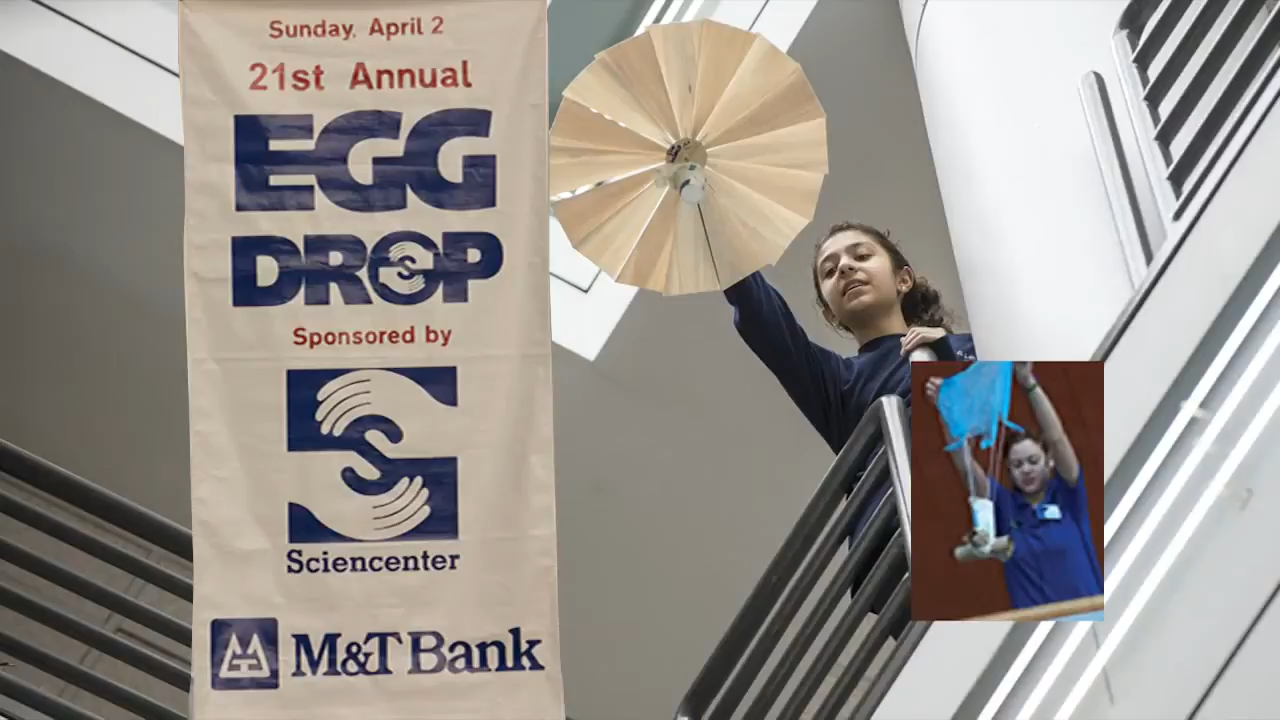 Sunday, April 2
21st Annual
EGG
DROP
Sponsored by
Sciencenter
M&T Bank